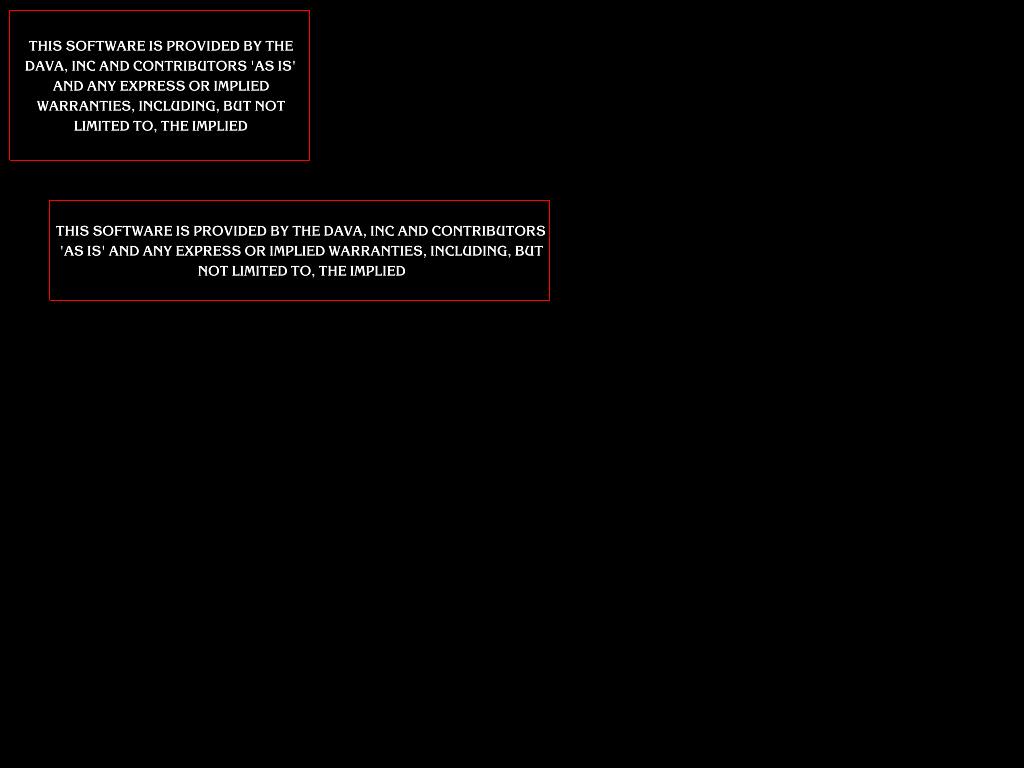 THIS SOFTWARE IS PROVIDED BY THE
DAVA, INC AND CONTRIBUTORS 'AS IS'
AND ANY EXPRESS OR IMPLIED
WARRANTIES, INCLUDING, BUT NOT
LIMITED TO, THE IMPLIED
THIS SOFTWARE IS PROVIDED BY THE DAVA, INC AND CONTRIBUTORS
'AS IS' AND ANY EXPRESS OR IMPLIED WARRANTIES, INCLUDING, BUT
NOT LIMITED TO, THE IMPLIED